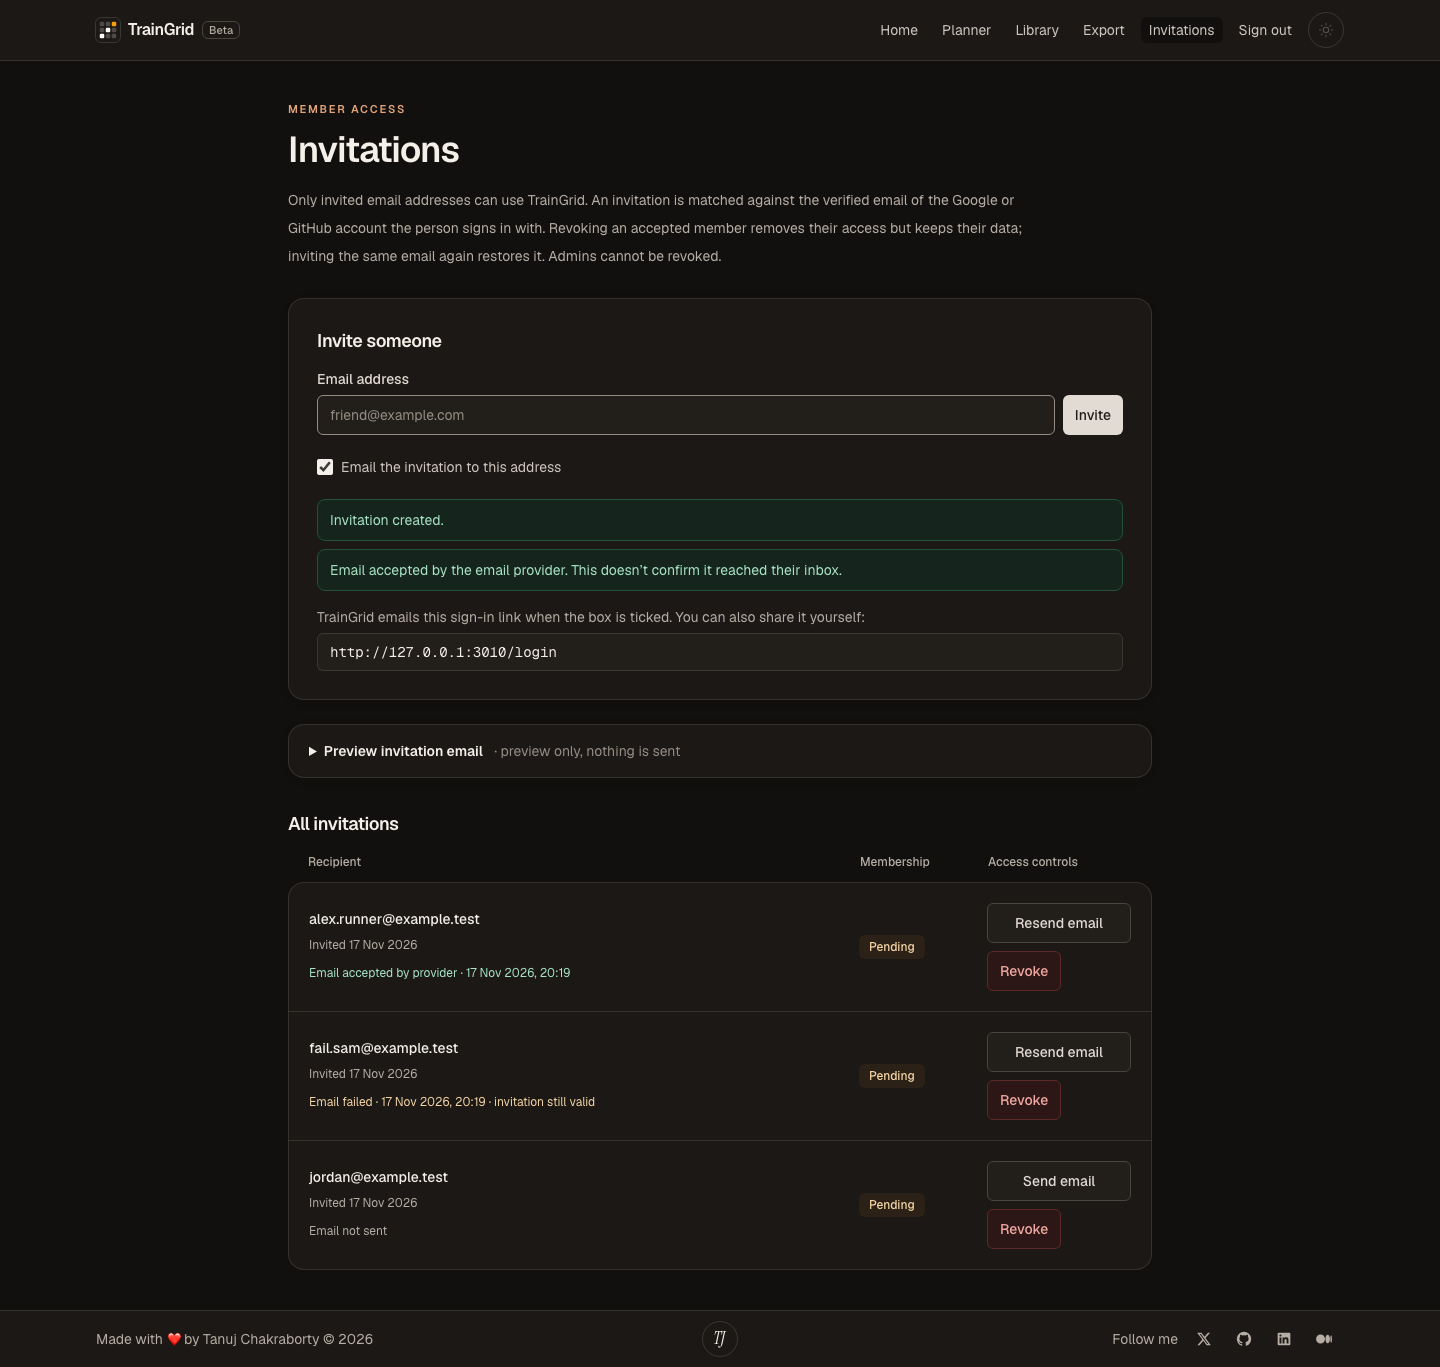 TrainGrid Beta Home Planner Library Export Invitations Sign out
MEMBER ACCESS
Invitations
Only invited email addresses can use TrainGrid. An invitation is matched against the verified email of the Google or
GitHub account the person signs in with. Revoking an accepted member removes their access but keeps their data;
inviting the same email again restores it. Admins cannot be revoked.
Invite someone
Email address
friend@example.com Invite
Email the invitation to this address
Invitation created.
Email accepted by the email provider. This doesn’t confirm it reached their inbox.
TrainGrid emails this sign-in link when the box is ticked. You can also share it yourself:
http://127.0.0.1:3010/login
Preview invitation email · preview only, nothing is sent
All invitations
Recipient Membership Access controls
alex.runner@example.test
Invited 17 Nov 2026
Email accepted by provider · 17 Nov 2026, 20:19
Pending
Resend email
Revoke
fail.sam@example.test
Invited 17 Nov 2026
Email failed · 17 Nov 2026, 20:19 · invitation still valid
Pending
Resend email
Revoke
jordan@example.test
Invited 17 Nov 2026
Email not sent
Pending
Send email
Revoke
Made with ❤️ by Tanuj Chakraborty © 2026 TJ Follow me